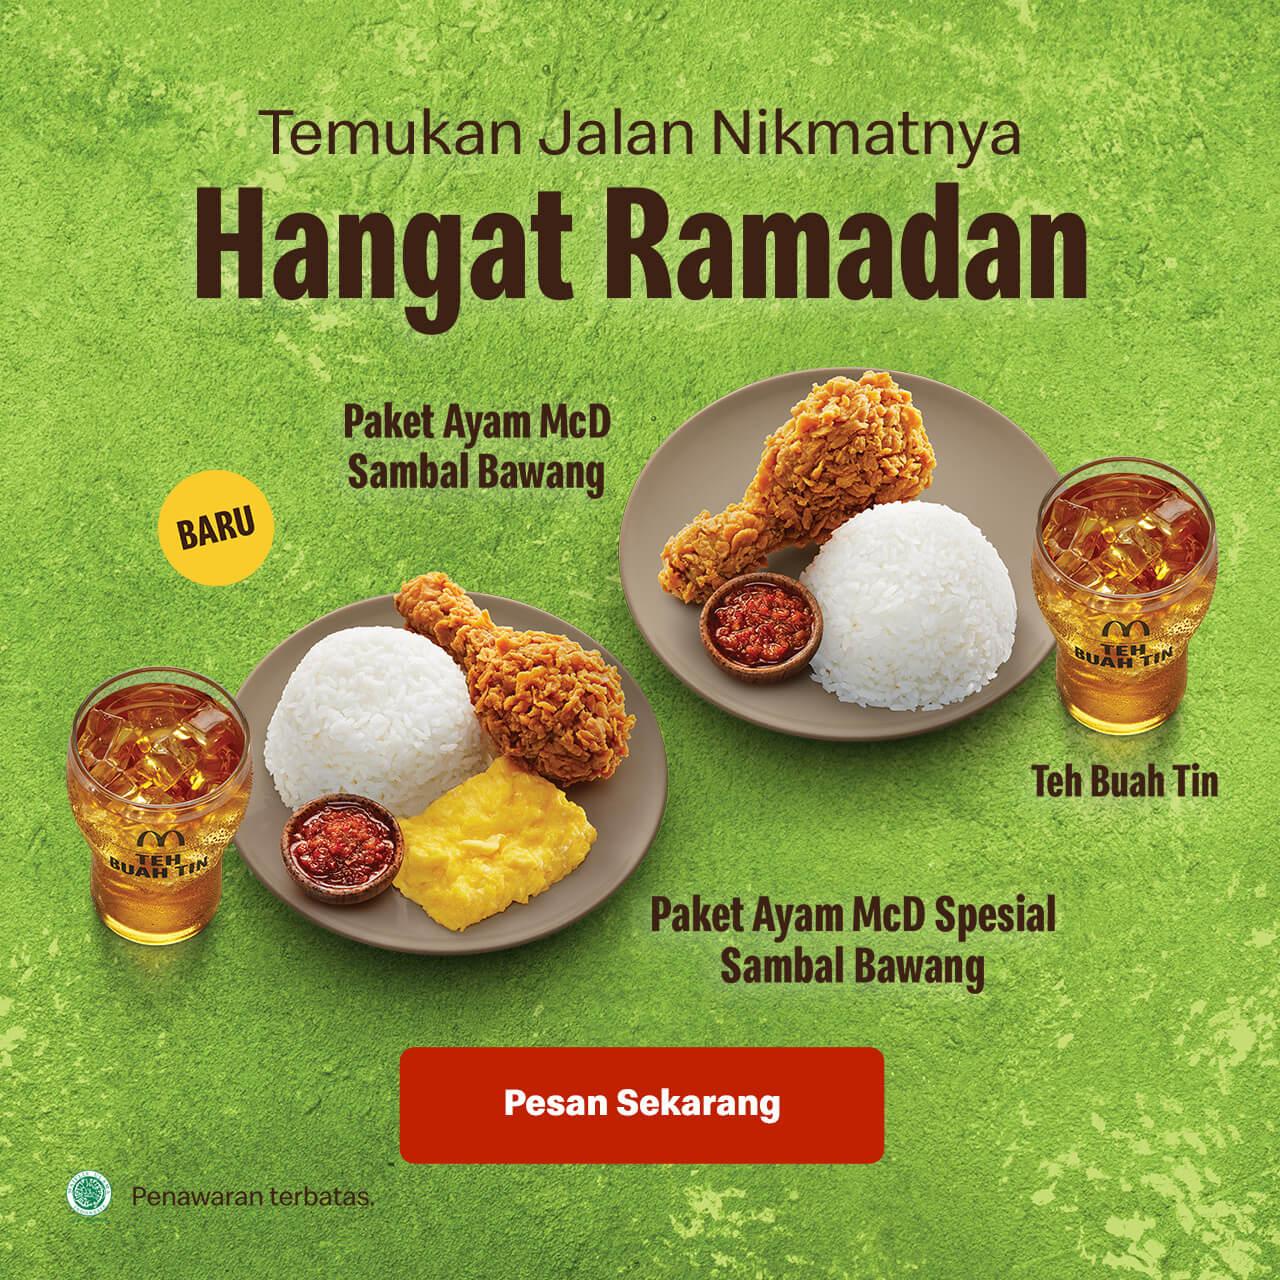 Temukan Jalan Nikmatnya
Hangat Ramadan
Paket Ayam McD
Sambal Bawang
BARU
TEH
BUAH TIN
Teh Buah Tin
TEH
BUAH TIN
Paket Ayam McD Spesial
Sambal Bawang
Pesan Sekarang
Penawaran terbatas.